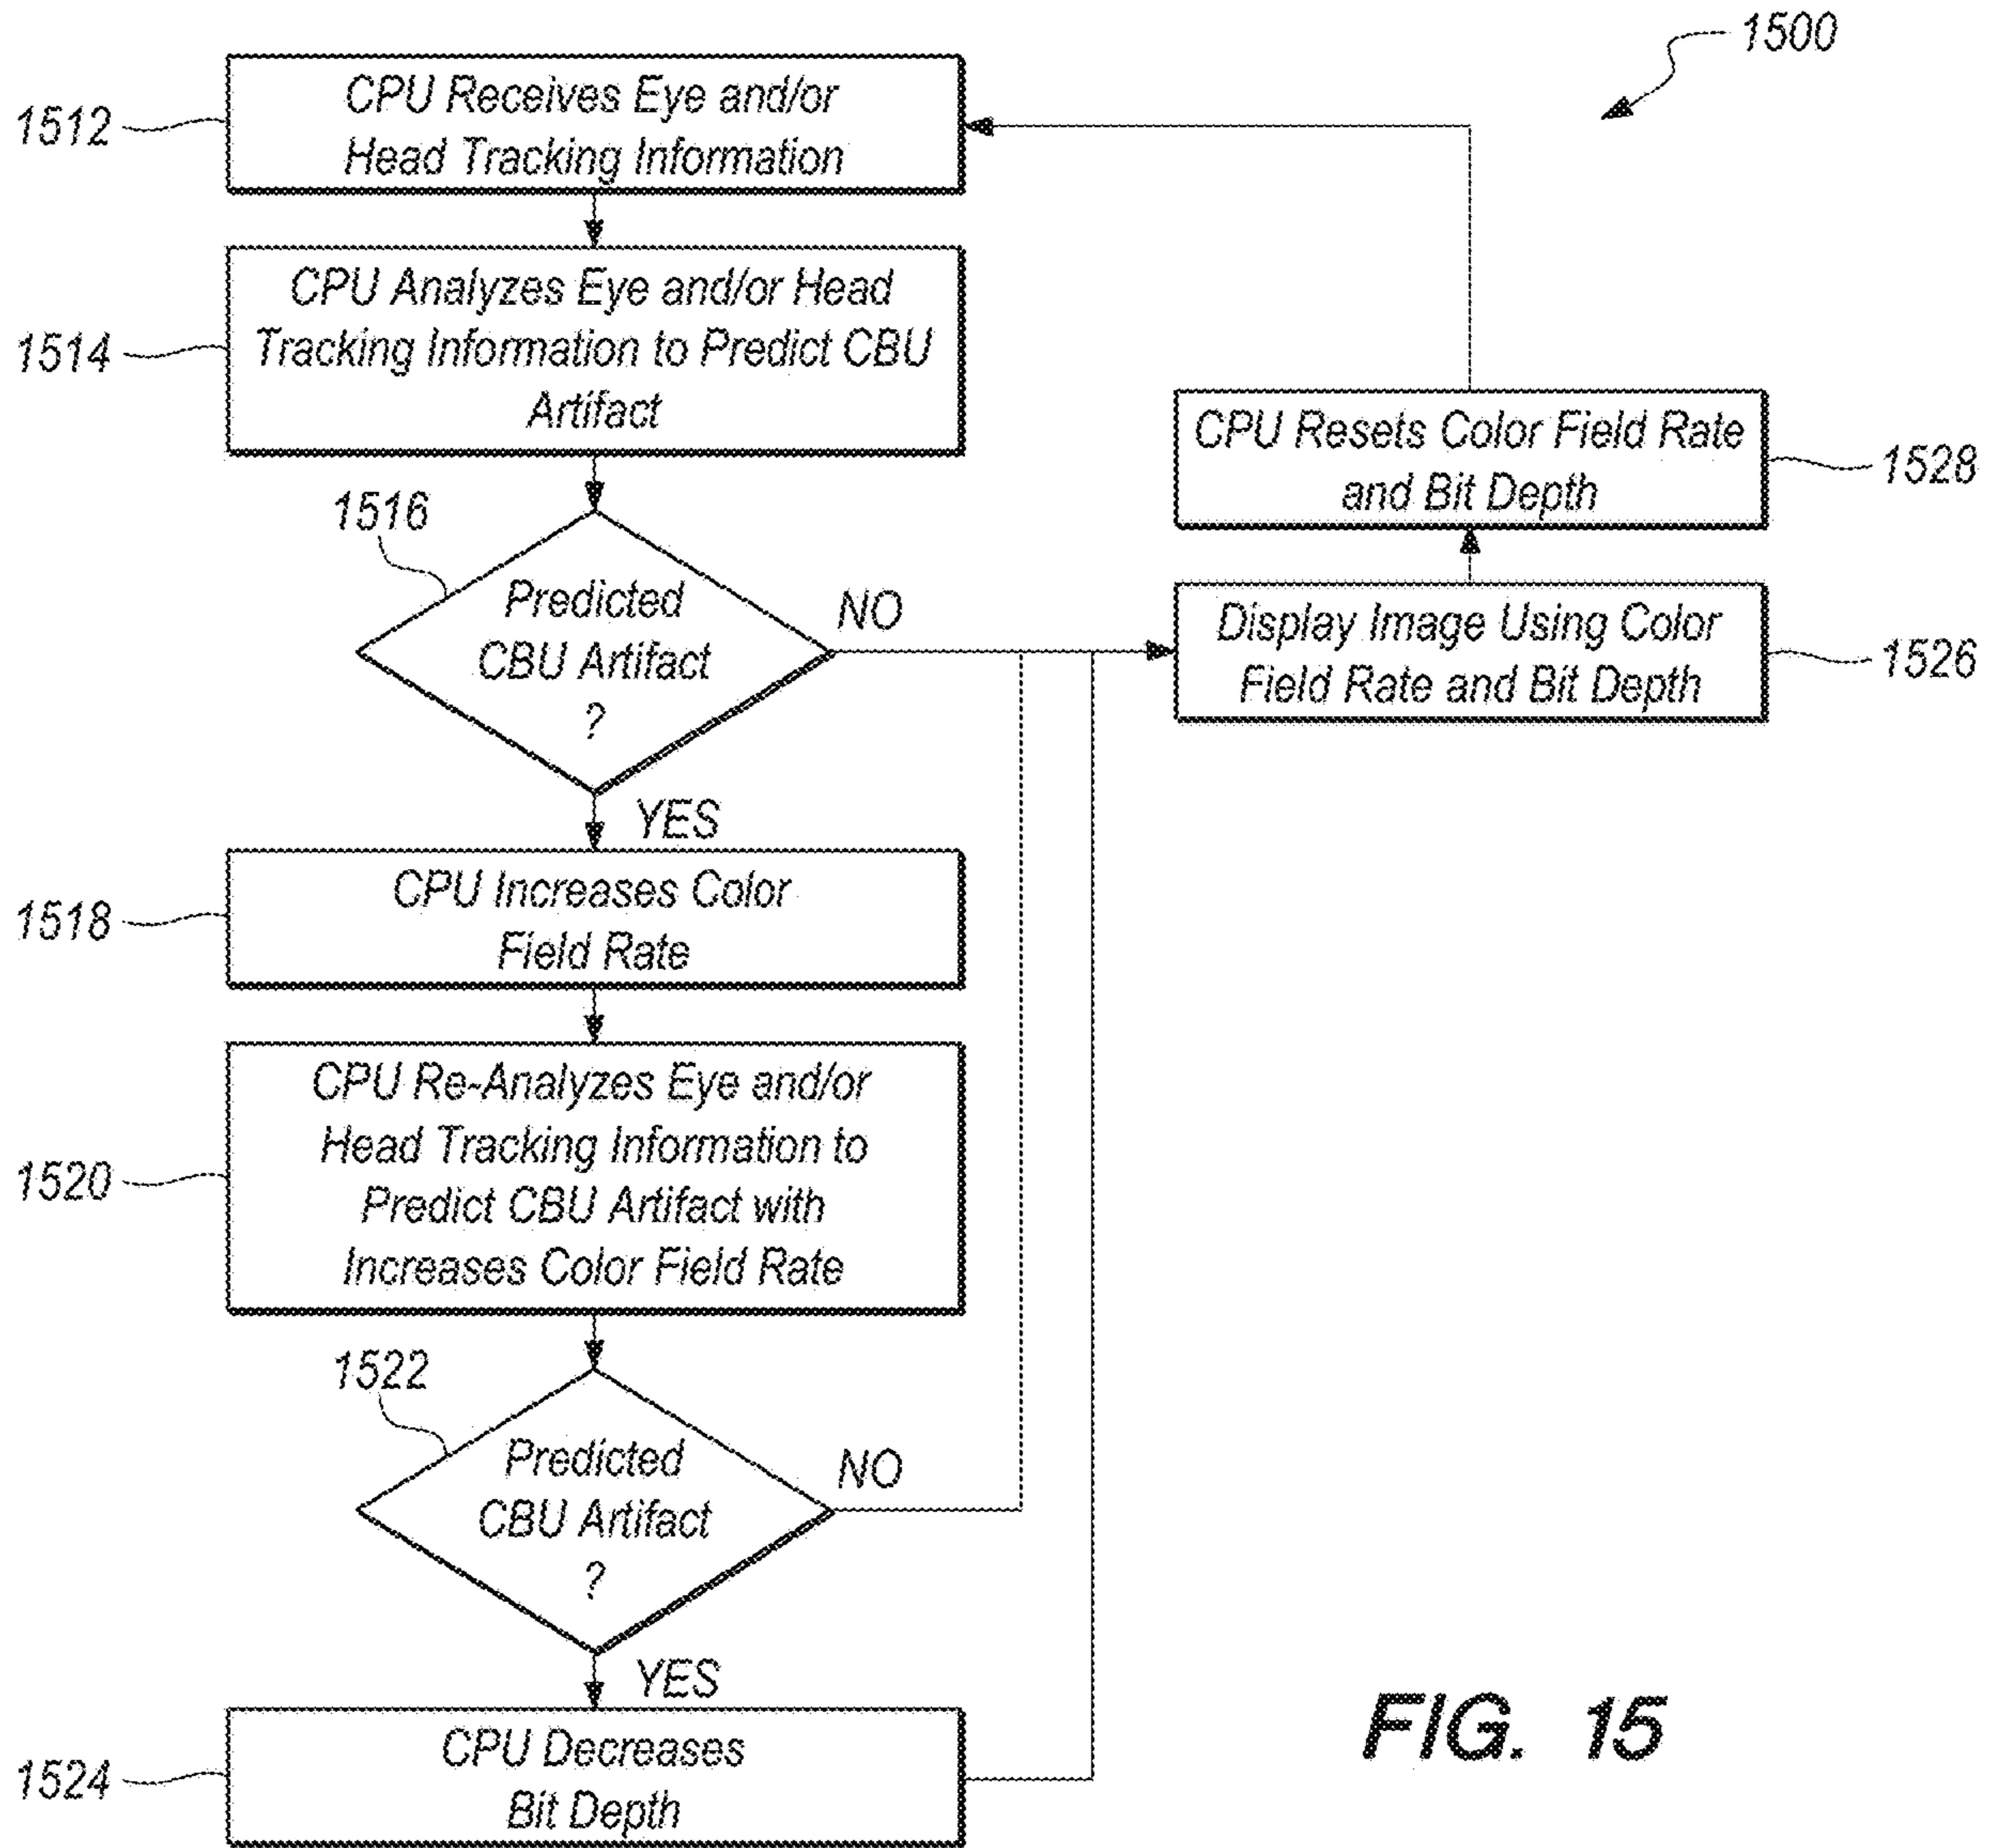 1500
CPU Receives Eye and/or
Head Tracking Information
1512
CPU Analyzes Eye and/or Head
Tracking Information to Predict CBU
Artifact
1514
1516
Predicted
CBU Artifact
?
NO
YES
CPU Increases Color
Field Rate
1518
CPU Re-Analyzes Eye and/or
Head Tracking Information to
Predict CBU Artifact with
Increases Color Field Rate
1520
1522
Predicted
CBU Artifact
?
NO
YES
CPU Decreases
Bit Depth
1524
CPU Resets Color Field Rate
and Bit Depth
1528
Display Image Using Color
Field Rate and Bit Depth
1526
FIG. 15